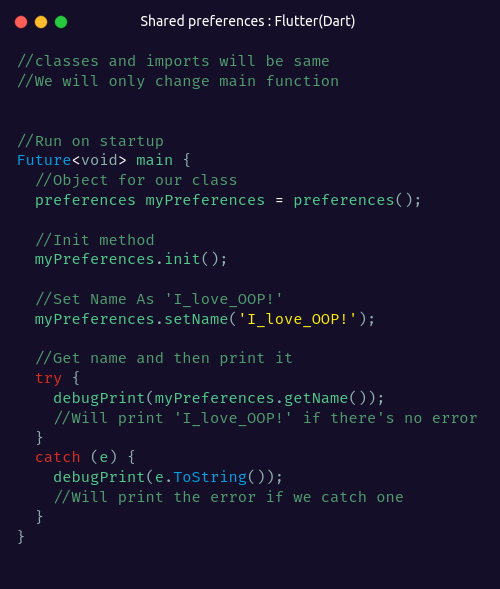 Shared preferences : Flutter(Dart)
//classes and imports will be same
//We will only change main function
//Run on startup
Future<void> main {
//Object for our class
preferences myPreferences = preferences();
//Init method
myPreferences.init();
//Set Name As 'I_love_OOP!'
myPreferences.setName('I_love_OOP!');
//Get name and then print it
try {
debugPrint(myPreferences.getName());
//Will print 'I_love_OOP!' if there's no error
}
catch (e) {
debugPrint(e.ToString());
//Will print the error if we catch one
}
}